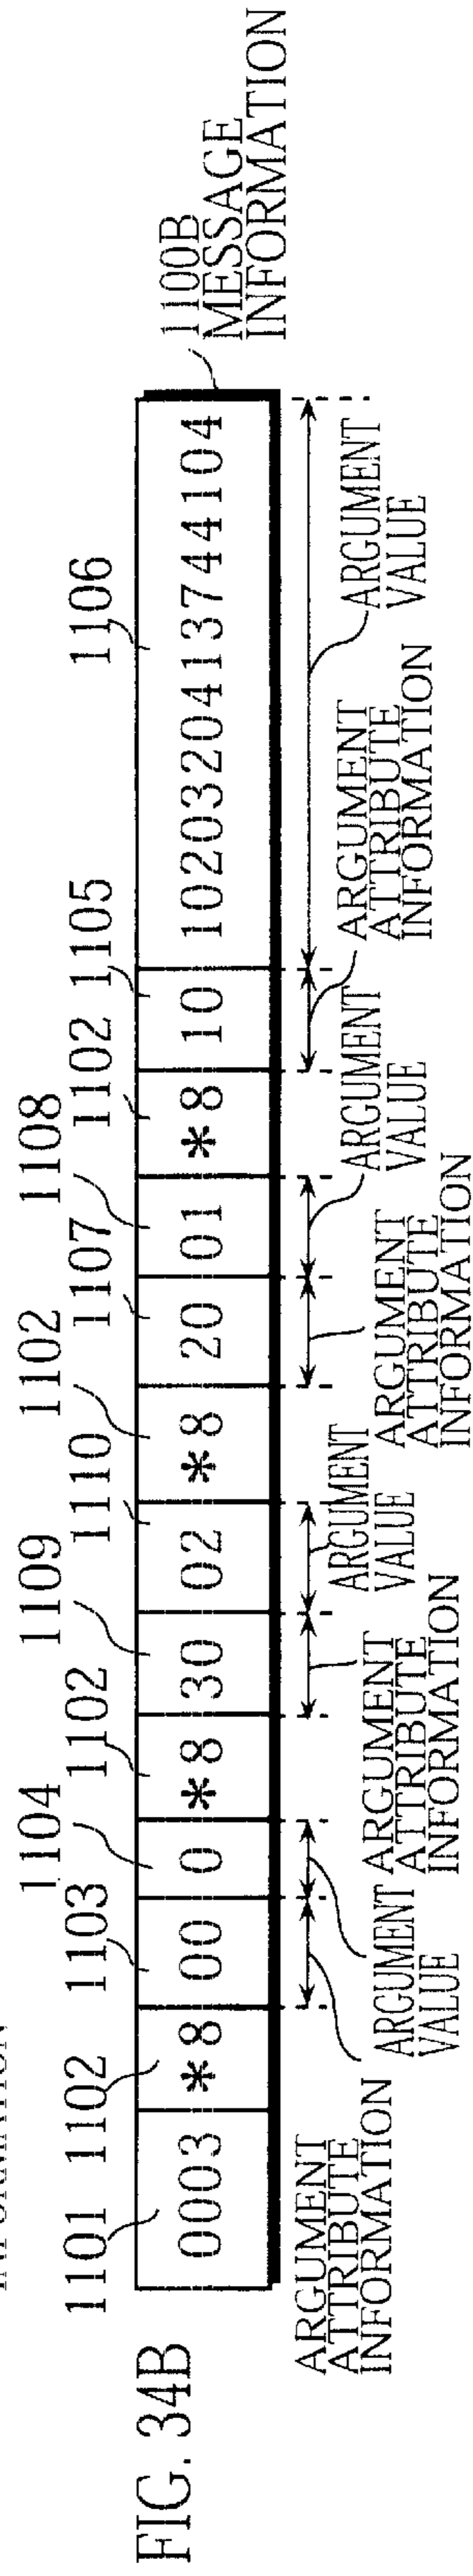 1104 1109 1102 1108
1101 1102 1103 1102 1110 1107 1102 1105 1106
1100B
MESSAGE
INFORMATION
FIG. 34B
0003 *8 00 0 *8 30 02 *8 20 01 *8 10 1020320413744104
ARGUMENT
ATTRIBUTE
INFORMATION
ARGUMENT
VALUE
ARGUMENT
ATTRIBUTE
INFORMATION
ARGUMENT
VALUE
ARGUMENT
ATTRIBUTE
INFORMATION
ARGUMENT
VALUE
ARGUMENT
ATTRIBUTE
INFORMATION
ARGUMENT
VALUE